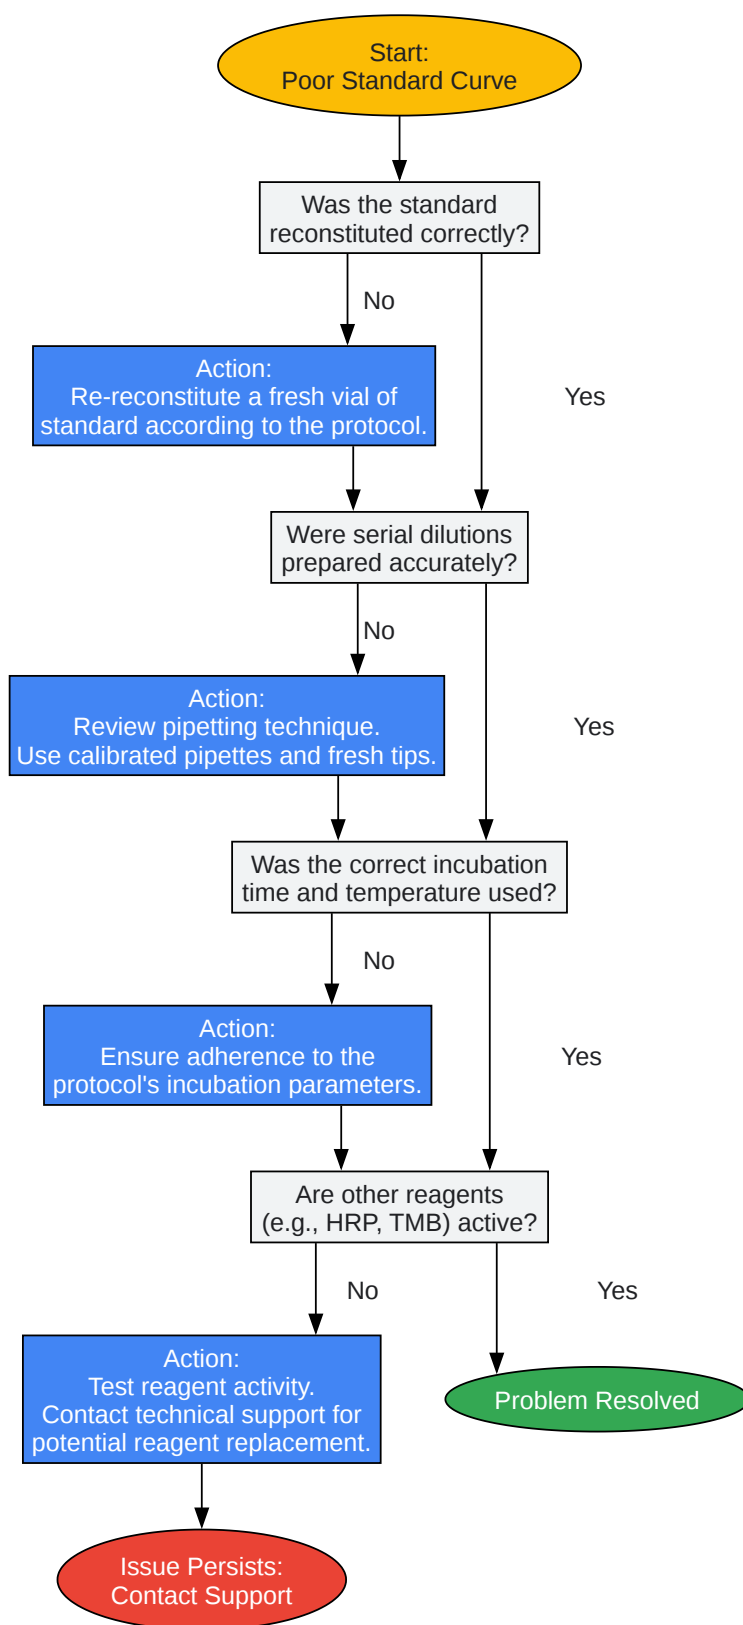 Start:
Poor Standard Curve
Was the standard
reconstituted correctly?
No
Action:
Re-reconstitute a fresh vial of
standard according to the protocol.
Yes
Were serial dilutions
prepared accurately?
No
Action:
Review pipetting technique.
Use calibrated pipettes and fresh tips.
Yes
Was the correct incubation
time and temperature used?
No
Action:
Ensure adherence to the
protocol's incubation parameters.
Yes
Are other reagents
(e.g., HRP, TMB) active?
No
Yes
Action:
Test reagent activity.
Contact technical support for
potential reagent replacement.
Problem Resolved
Issue Persists:
Contact Support